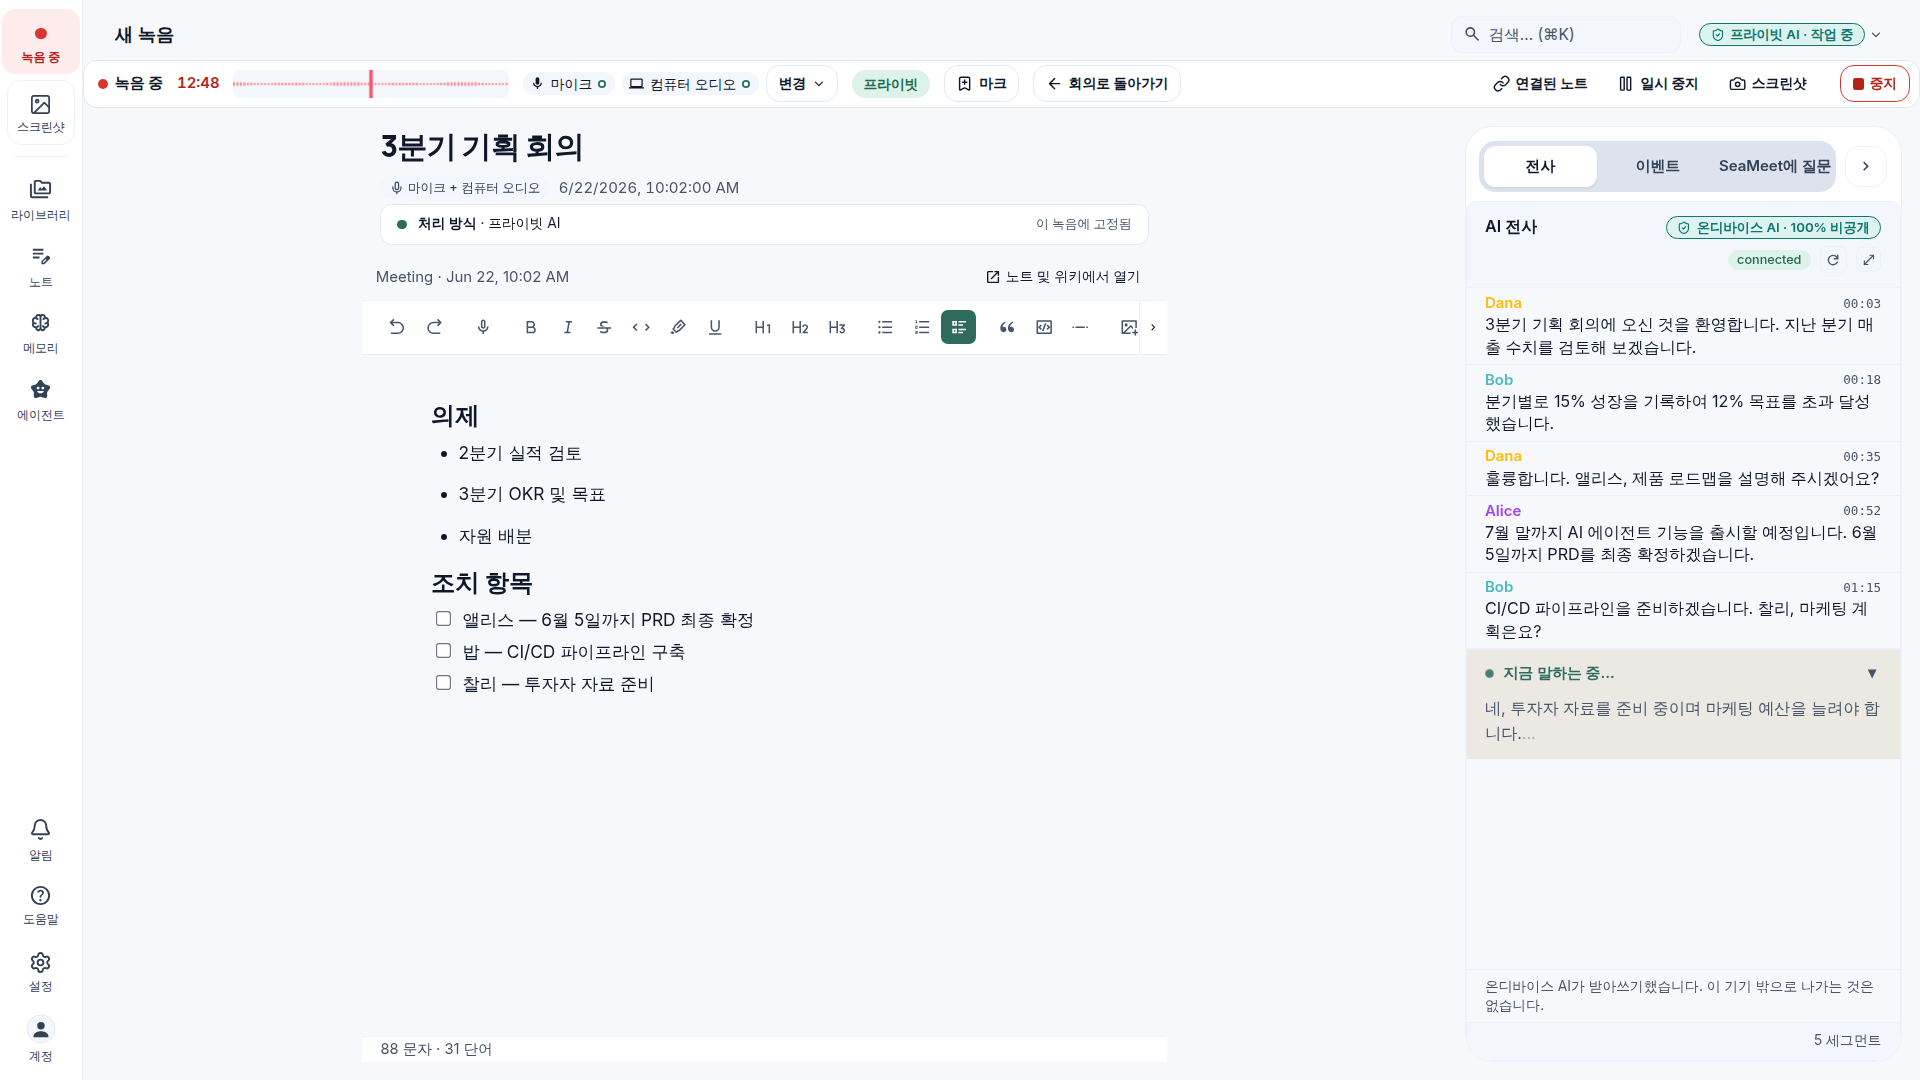 녹음 중
스크린샷
라이브러리
노트
메모리
에이전트
알림
도움말
설정
계정
새 녹음
검색... (⌘K)
프라이빗 AI · 작업 중
녹음 중 12:48
마이크
컴퓨터 오디오
변경
프라이빗
마크
회의로 돌아가기
연결된 노트
일시 중지
스크린샷
중지
3분기 기획 회의
마이크 + 컴퓨터 오디오 6/22/2026, 10:02:00 AM
처리 방식 · 프라이빗 AI
이 녹음에 고정됨
Meeting · Jun 22, 10:02 AM
노트 및 위키에서 열기
B I S U H1 H2 H3
의제
• 2분기 실적 검토
• 3분기 OKR 및 목표
• 자원 배분
조치 항목
앨리스 — 6월 5일까지 PRD 최종 확정
밥 — CI/CD 파이프라인 구축
찰리 — 투자자 자료 준비
88 문자 · 31 단어
전사
이벤트
SeaMeet에 질문
AI 전사
온디바이스 AI · 100% 비공개
connected
Dana 00:03
3분기 기획 회의에 오신 것을 환영합니다. 지난 분기 매
출 수치를 검토해 보겠습니다.
Bob 00:18
분기별로 15% 성장을 기록하여 12% 목표를 초과 달성
했습니다.
Dana 00:35
훌륭합니다. 앨리스, 제품 로드맵을 설명해 주시겠어요?
Alice 00:52
7월 말까지 AI 에이전트 기능을 출시할 예정입니다. 6월
5일까지 PRD를 최종 확정하겠습니다.
Bob 01:15
CI/CD 파이프라인을 준비하겠습니다. 찰리, 마케팅 계
획은요?
지금 말하는 중...
네, 투자자 자료를 준비 중이며 마케팅 예산을 늘려야 합
니다....
온디바이스 AI가 받아쓰기했습니다. 이 기기 밖으로 나가는 것은
없습니다.
5 세그먼트